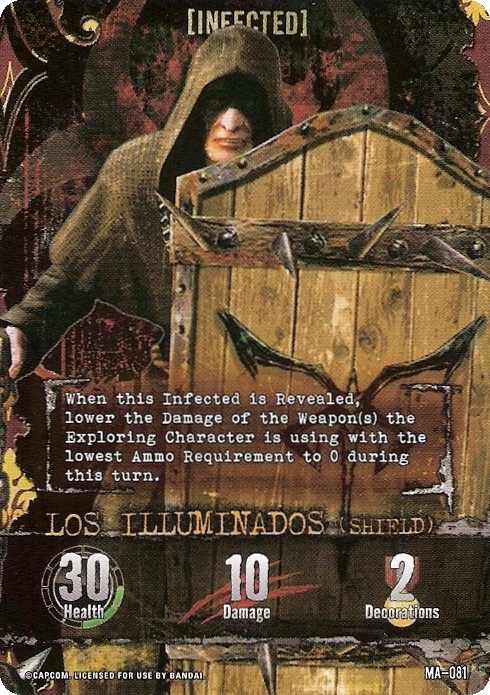 [INFECTED]
When this Infected is Revealed,
lower the Damage of the Weapon(s) the
Exploring Character is using with the
lowest Ammo Requirement to 0 during
this turn.
LOS ILLUMINADOS (SHIELD)
30 10 2
Health Damage Decorations
©CAPCOM. LICENSED FOR USE BY BANDAI. MA-081